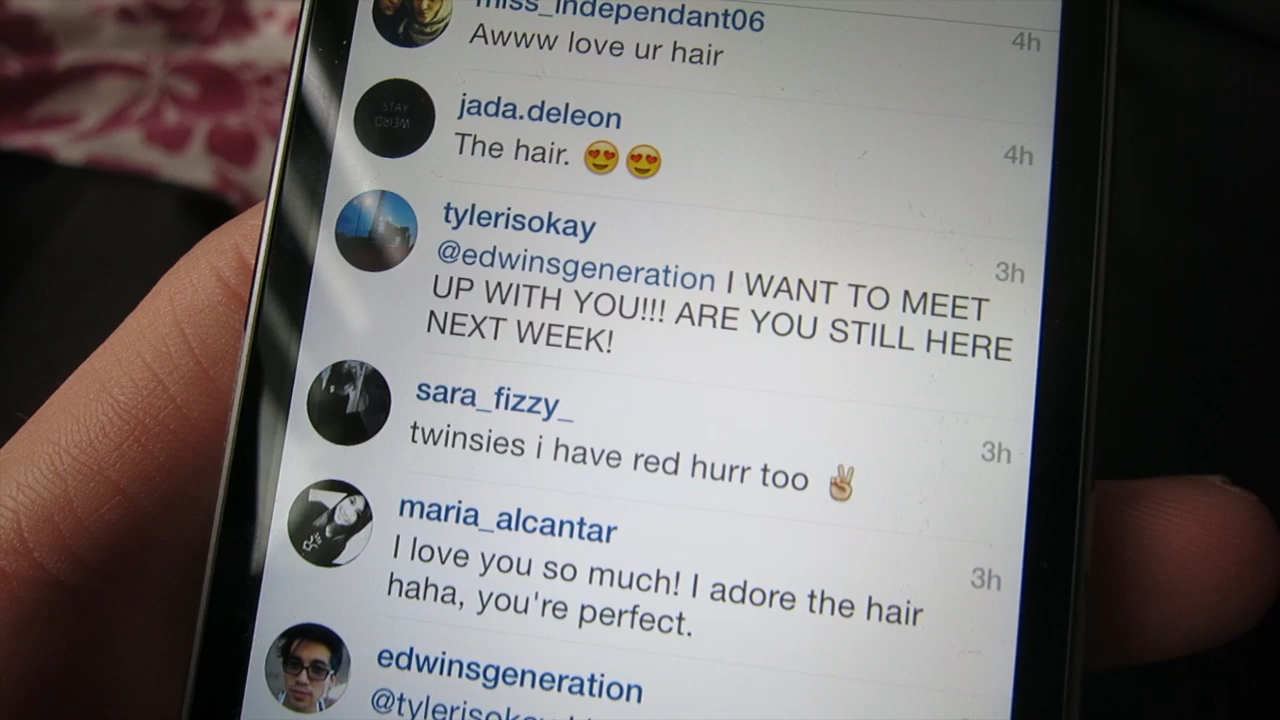 miss_independant06
Awww love ur hair
4h
STAY
WEIRD
jada.deleon
The hair. 😍😍
4h
tylerisokay
@edwinsgeneration I WANT TO MEET
UP WITH YOU!!! ARE YOU STILL HERE
NEXT WEEK!
3h
sara_fizzy_
twinsies i have red hurr too ✌
3h
maria_alcantar
I love you so much! I adore the hair
haha, you're perfect.
3h
edwinsgeneration
@tylerisokay